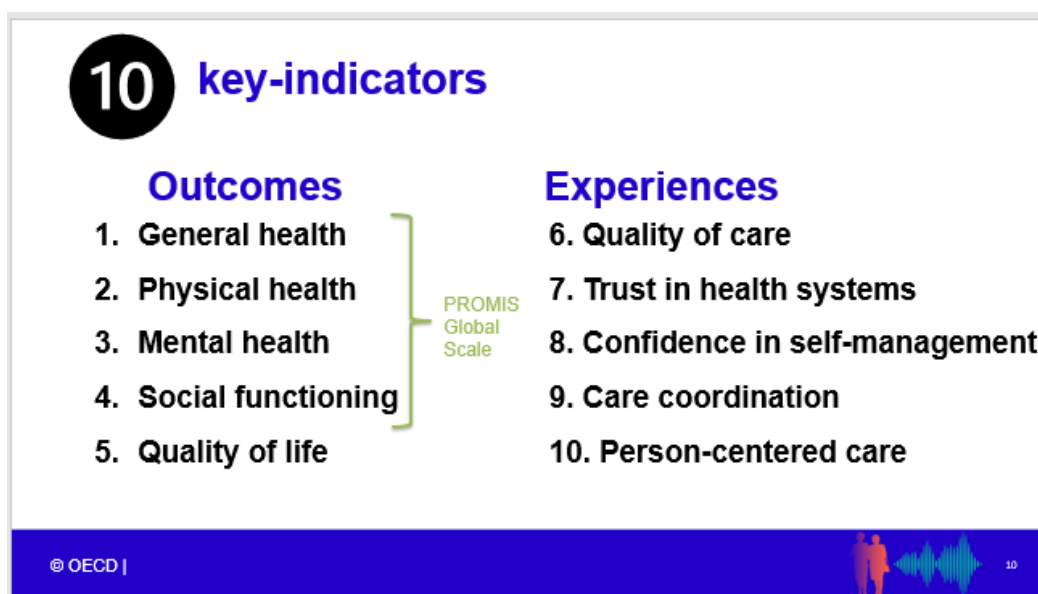 10 key-indicators
Outcomes
1. General health
2. Physical health
3. Mental health
4. Social functioning
5. Quality of life
PROMIS
Global
Scale
Experiences
6. Quality of care
7. Trust in health systems
8. Confidence in self-management
9. Care coordination
10. Person-centered care
© OECD |
10